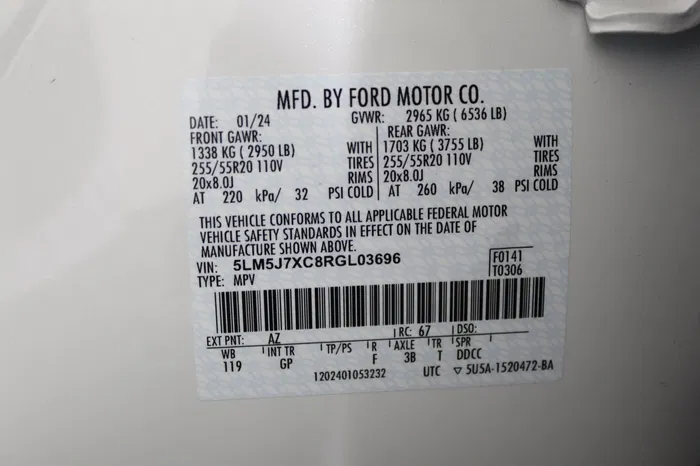 MFD. BY FORD MOTOR CO.
DATE: 01/24 GVWR: 2965 KG ( 6536 LB)
FRONT GAWR: REAR GAWR:
1338 KG ( 2950 LB) WITH 1703 KG ( 3755 LB) WITH
255/55R20 110V TIRES 255/55R20 110V TIRES
20x8.0J RIMS 20x8.0J RIMS
AT 220 kPa/ 32 PSI COLD AT 260 kPa/ 38 PSI COLD
THIS VEHICLE CONFORMS TO ALL APPLICABLE FEDERAL MOTOR
VEHICLE SAFETY STANDARDS IN EFFECT ON THE DATE OF
MANUFACTURE SHOWN ABOVE.
VIN: 5LM5J7XC8RGL03696 F0141
TYPE: MPV T0306
EXT PNT: AZ RC: 67 DSO:
WB INT TR TP/PS R AXLE TR SPR
119 GP F 3B T DDCC
1202401053232 UTC ▽ 5U5A-1520472-BA